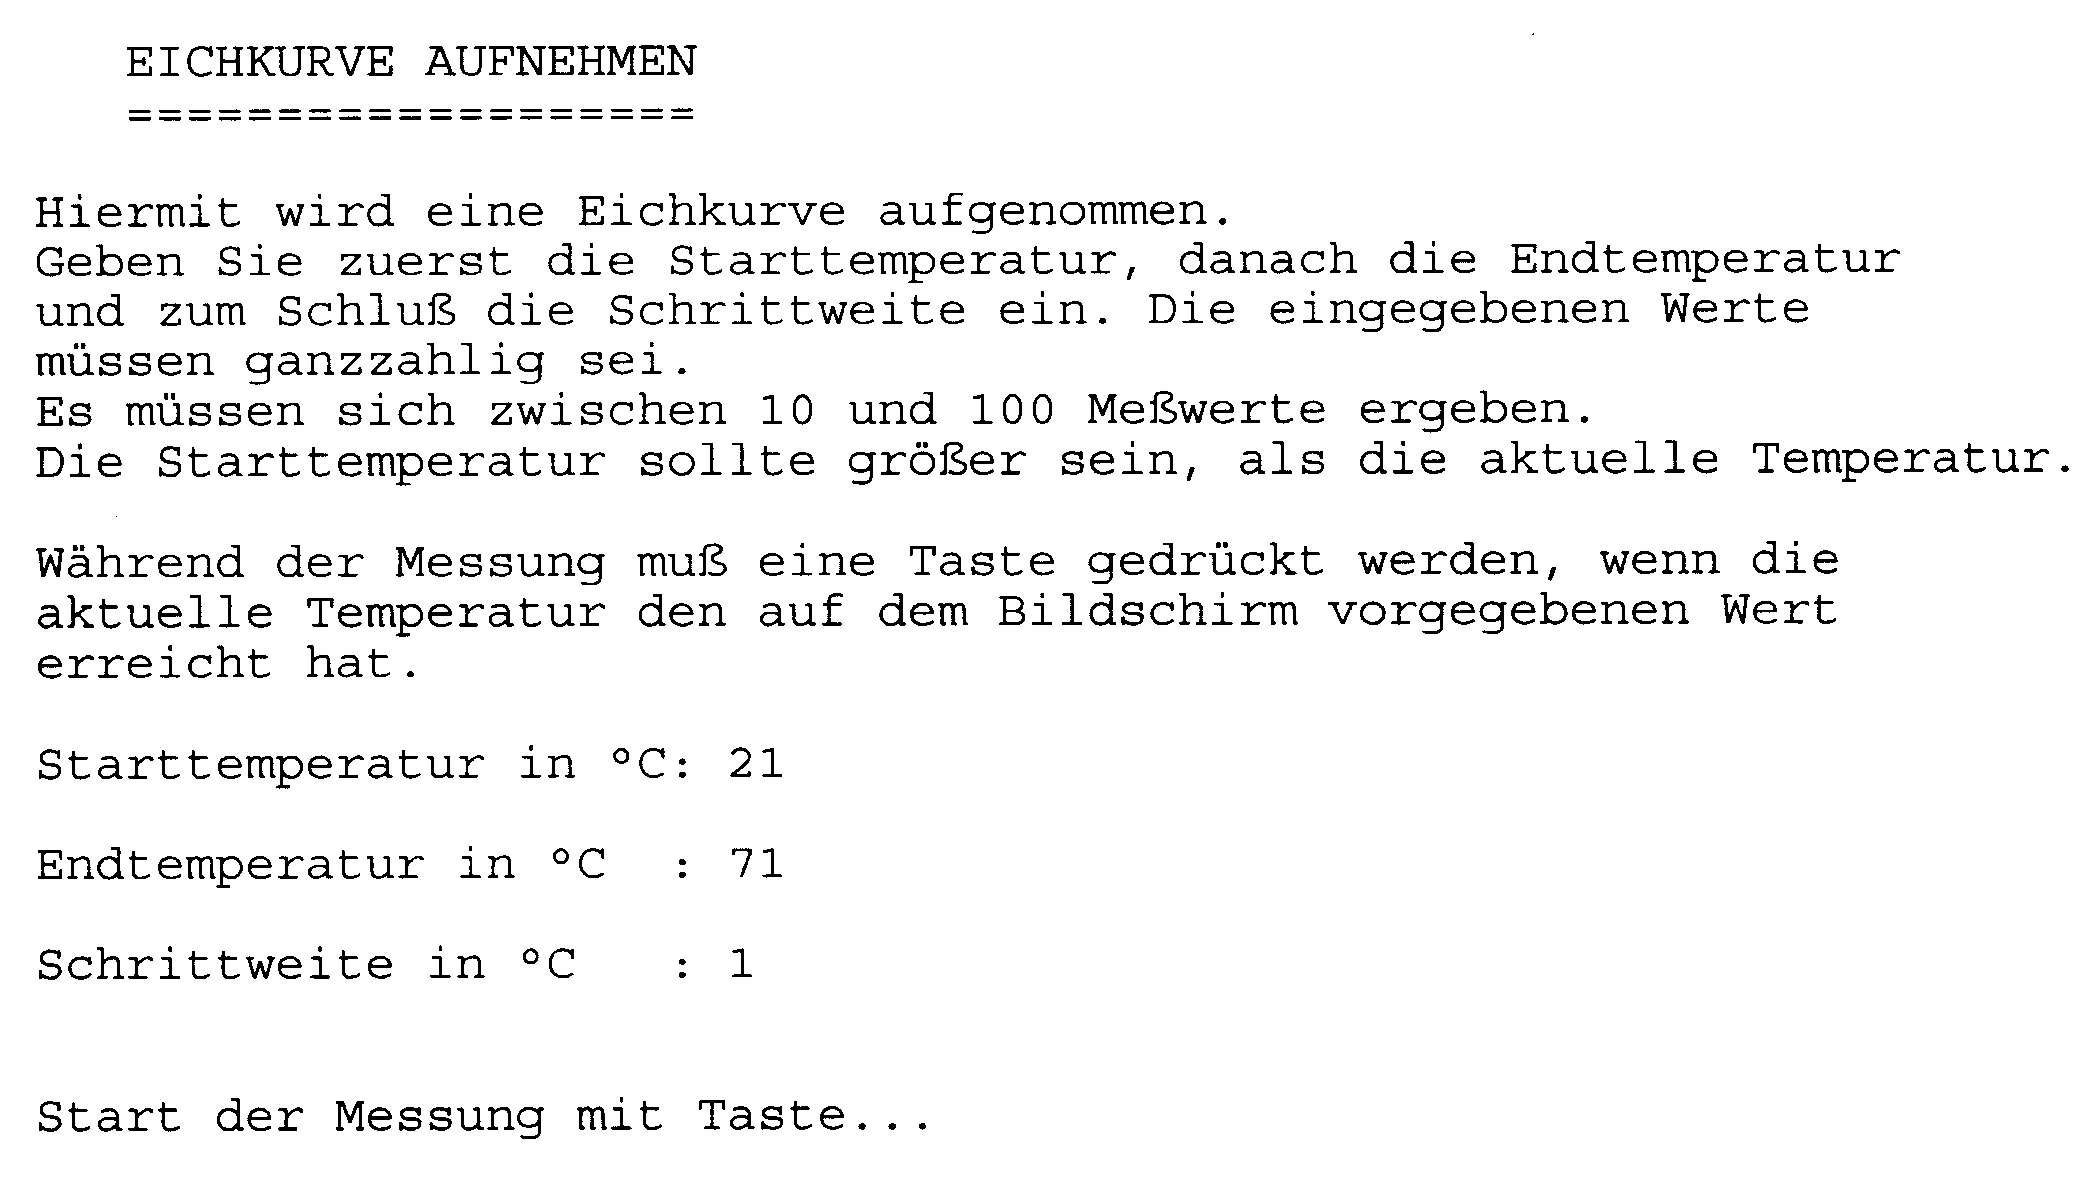 EICHKURVE AUFNEHMEN
===================
Hiermit wird eine Eichkurve aufgenommen.
Geben Sie zuerst die Starttemperatur, danach die Endtemperatur
und zum Schluß die Schrittweite ein. Die eingegebenen Werte
müssen ganzzahlig sei.
Es müssen sich zwischen 10 und 100 Meßwerte ergeben.
Die Starttemperatur sollte größer sein, als die aktuelle Temperatur.
Während der Messung muß eine Taste gedrückt werden, wenn die
aktuelle Temperatur den auf dem Bildschirm vorgegebenen Wert
erreicht hat.
Starttemperatur in °C: 21
Endtemperatur in °C  : 71
Schrittweite in °C   : 1
Start der Messung mit Taste...